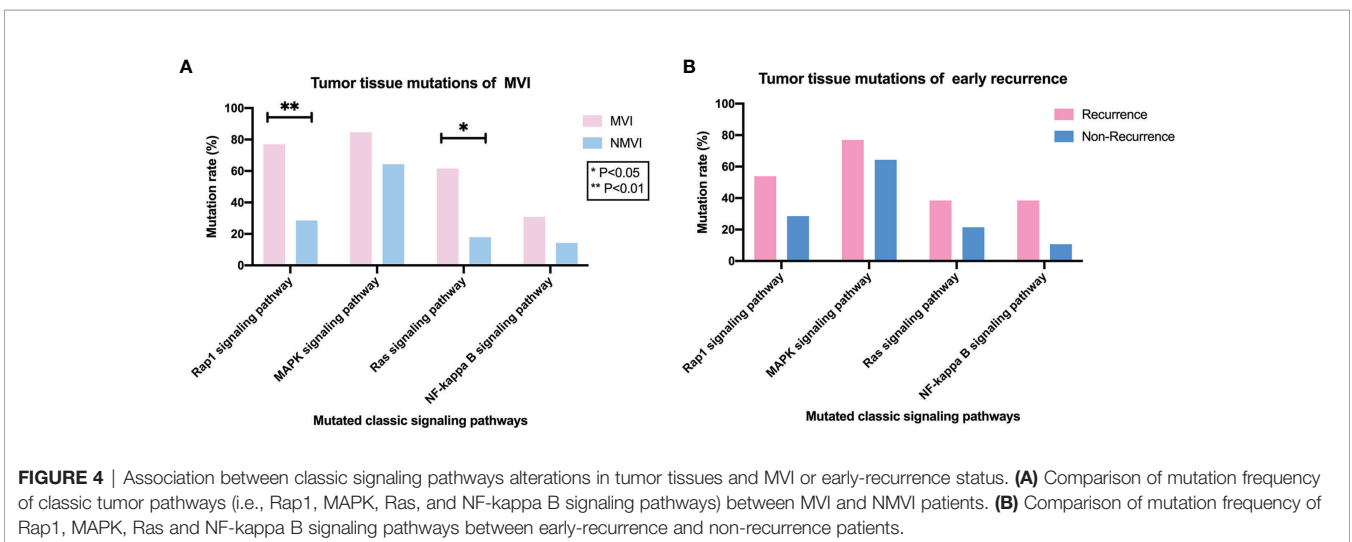 A
Tumor tissue mutations of MVI
**
*
MVI
NMVI
* P<0.05
** P<0.01
Mutation rate (%)
100
80
60
40
20
0
Rap1 signaling pathway
MAPK signaling pathway
Ras signaling pathway
NF-kappa B signaling pathway
Mutated classic signaling pathways
B
Tumor tissue mutations of early recurrence
Recurrence
Non-Recurrence
Mutation rate (%)
100
80
60
40
20
0
Rap1 signaling pathway
MAPK signaling pathway
Ras signaling pathway
NF-kappa B signaling pathway
Mutated classic signaling pathways
FIGURE 4 | Association between classic signaling pathways alterations in tumor tissues and MVI or early-recurrence status. (A) Comparison of mutation frequency
of classic tumor pathways (i.e., Rap1, MAPK, Ras, and NF-kappa B signaling pathways) between MVI and NMVI patients. (B) Comparison of mutation frequency of
Rap1, MAPK, Ras and NF-kappa B signaling pathways between early-recurrence and non-recurrence patients.